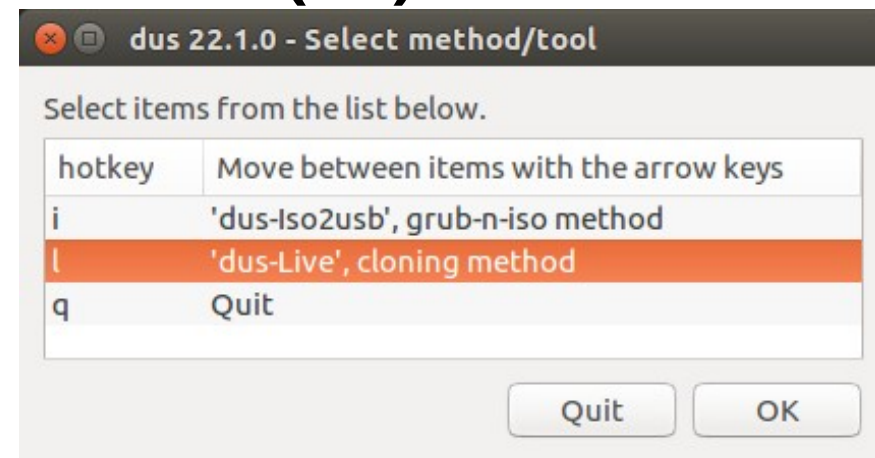 dus 22.1.0 - Select method/tool
Select items from the list below.
hotkey Move between items with the arrow keys
i 'dus-Iso2usb', grub-n-iso method
l 'dus-Live', cloning method
q Quit
Quit OK